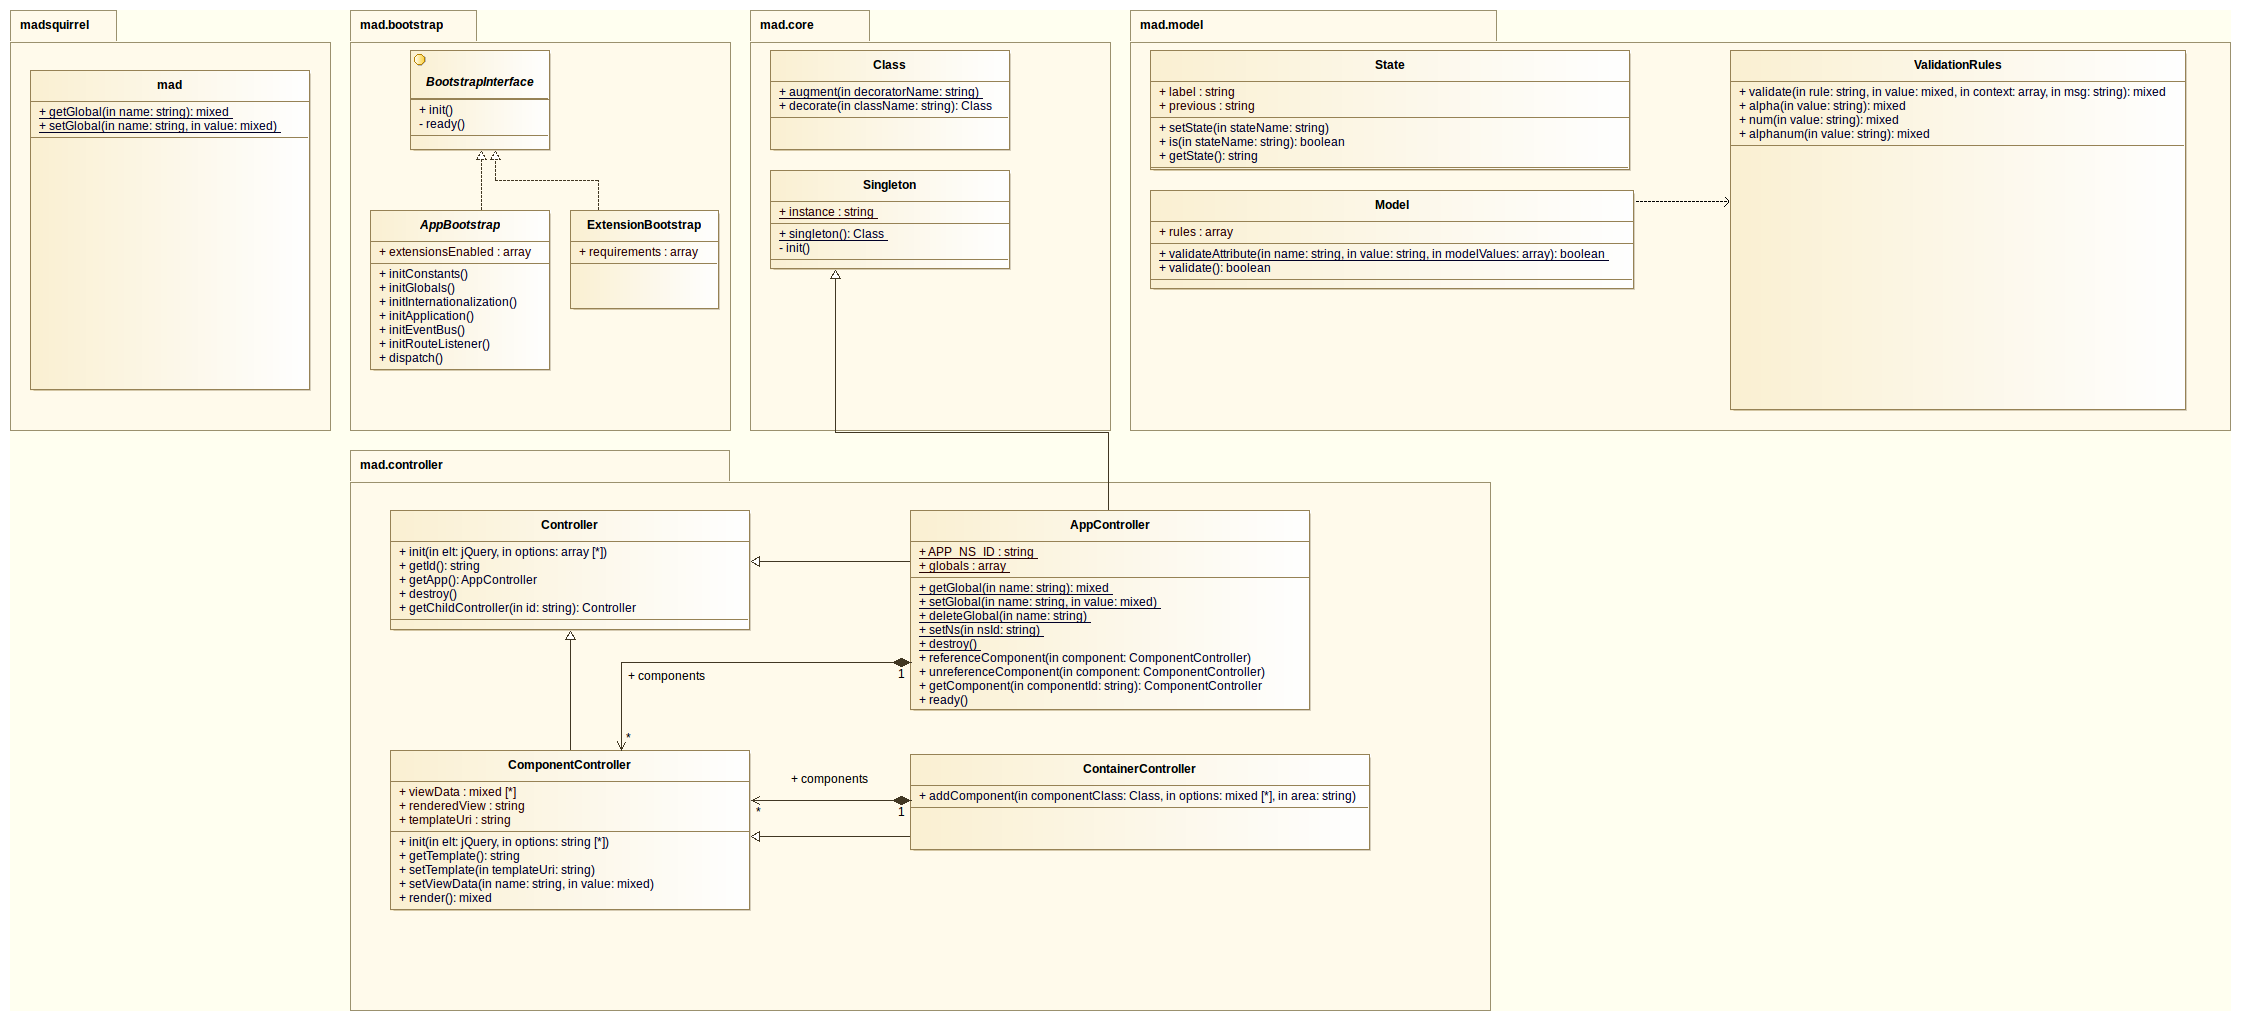 madsquirrel
mad
+ getGlobal(in name: string): mixed
+ setGlobal(in name: string, in value: mixed)
mad.bootstrap
BootstrapInterface
+ init()
- ready()
AppBootstrap
+ extensionsEnabled : array
+ initConstants()
+ initGlobals()
+ initInternationalization()
+ initApplication()
+ initEventBus()
+ initRouteListener()
+ dispatch()
ExtensionBootstrap
+ requirements : array
mad.core
Class
+ augment(in decoratorName: string)
+ decorate(in className: string): Class
Singleton
+ instance : string
+ singleton(): Class
- init()
mad.model
State
+ label : string
+ previous : string
+ setState(in stateName: string)
+ is(in stateName: string): boolean
+ getState(): string
Model
+ rules : array
+ validateAttribute(in name: string, in value: string, in modelValues: array): boolean
+ validate(): boolean
ValidationRules
+ validate(in rule: string, in value: mixed, in context: array, in msg: string): mixed
+ alpha(in value: string): mixed
+ num(in value: string): mixed
+ alphanum(in value: string): mixed
mad.controller
Controller
+ init(in elt: jQuery, in options: array [*])
+ getId(): string
+ getApp(): AppController
+ destroy()
+ getChildController(in id: string): Controller
AppController
+ APP_NS_ID : string
+ globals : array
+ getGlobal(in name: string): mixed
+ setGlobal(in name: string, in value: mixed)
+ deleteGlobal(in name: string)
+ setNs(in nsId: string)
+ destroy()
+ referenceComponent(in component: ComponentController)
+ unreferenceComponent(in component: ComponentController)
+ getComponent(in componentId: string): ComponentController
+ ready()
+ components
1
*
ComponentController
+ viewData : mixed [*]
+ renderedView : string
+ templateUri : string
+ init(in elt: jQuery, in options: string [*])
+ getTemplate(): string
+ setTemplate(in templateUri: string)
+ setViewData(in name: string, in value: mixed)
+ render(): mixed
+ components
*
1
ContainerController
+ addComponent(in componentClass: Class, in options: mixed [*], in area: string)